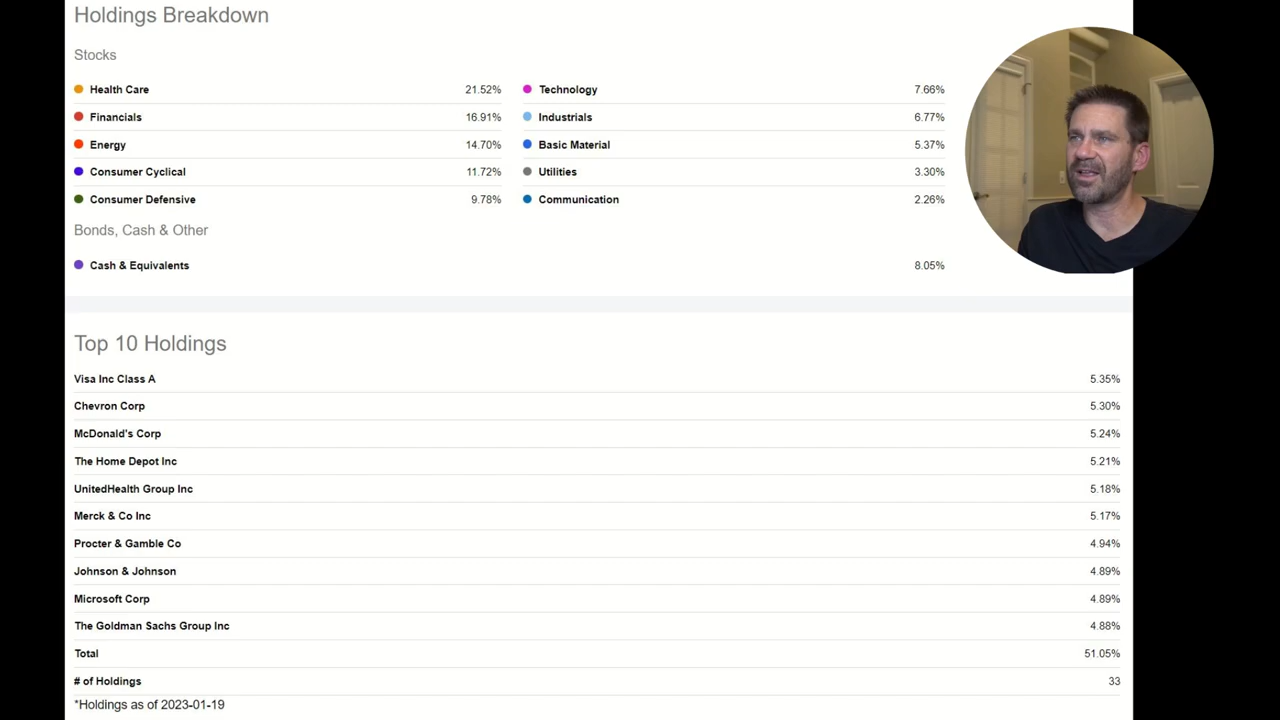 Holdings Breakdown
Stocks
Health Care 21.52% Technology 7.66%
Financials 16.91% Industrials 6.77%
Energy 14.70% Basic Material 5.37%
Consumer Cyclical 11.72% Utilities 3.30%
Consumer Defensive 9.78% Communication 2.26%
Bonds, Cash & Other
Cash & Equivalents 8.05%
Top 10 Holdings
Visa Inc Class A 5.35%
Chevron Corp 5.30%
McDonald's Corp 5.24%
The Home Depot Inc 5.21%
UnitedHealth Group Inc 5.18%
Merck & Co Inc 5.17%
Procter & Gamble Co 4.94%
Johnson & Johnson 4.89%
Microsoft Corp 4.89%
The Goldman Sachs Group Inc 4.88%
Total 51.05%
# of Holdings 33
*Holdings as of 2023-01-19